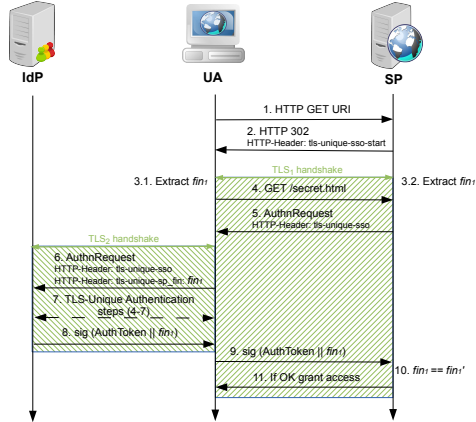 IdP
UA
SP
1. HTTP GET URI
2. HTTP 302
HTTP-Header: tls-unique-sso-start
TLS1 handshake
3.1. Extract fin1
3.2. Extract fin1
4. GET /secret.html
5. AuthnRequest
HTTP-Header: tls-unique-sso
TLS2 handshake
6. AuthnRequest
HTTP-Header: tls-unique-sso
HTTP-Header: tls-unique-sp_fin: fin1
7. TLS-Unique Authentication
steps (4-7)
8. sig (AuthToken || fin1)
9. sig (AuthToken || fin1)
10. fin1 == fin1'
11. If OK grant access